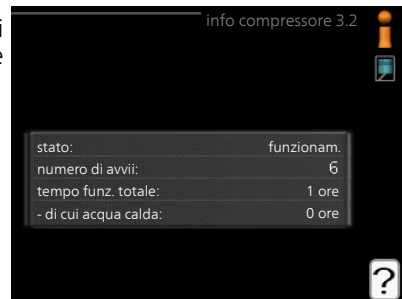 info compressore 3.2
i
e
stato: funzionam.
numero di avvii: 6
tempo funz. totale: 1 ore
- di cui acqua calda: 0 ore
?